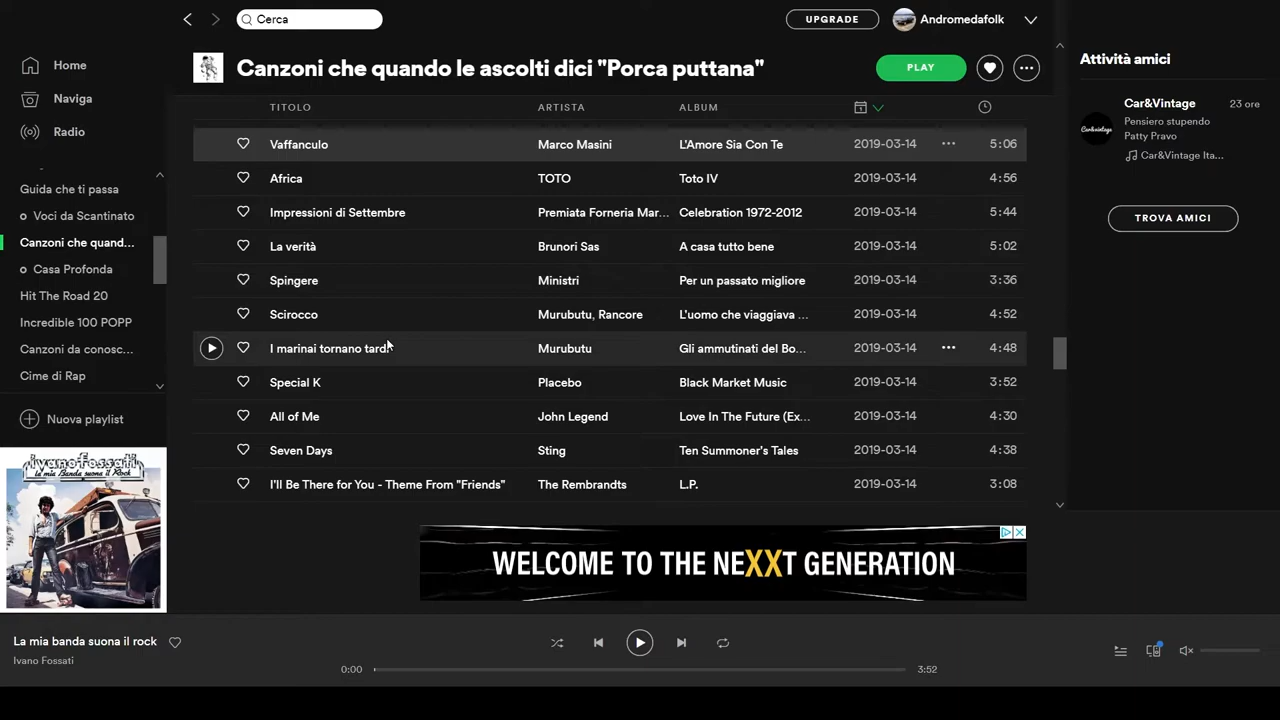 Cerca
UPGRADE
Andromedafolk
Home
Naviga
Radio
Guida che ti passa
Voci da Scantinato
Canzoni che quand...
Casa Profonda
Hit The Road 20
Incredible 100 POPP
Canzoni da conosc...
Cime di Rap
Nuova playlist
Canzoni che quando le ascolti dici "Porca puttana"
PLAY
TITOLO ARTISTA ALBUM
Vaffanculo Marco Masini L'Amore Sia Con Te 2019-03-14 5:06
Africa TOTO Toto IV 2019-03-14 4:56
Impressioni di Settembre Premiata Forneria Mar... Celebration 1972-2012 2019-03-14 5:44
La verità Brunori Sas A casa tutto bene 2019-03-14 5:02
Spingere Ministri Per un passato migliore 2019-03-14 3:36
Scirocco Murubutu, Rancore L'uomo che viaggiava ... 2019-03-14 4:52
I marinai tornano tardi Murubutu Gli ammutinati del Bo... 2019-03-14 4:48
Special K Placebo Black Market Music 2019-03-14 3:52
All of Me John Legend Love In The Future (Ex... 2019-03-14 4:30
Seven Days Sting Ten Summoner's Tales 2019-03-14 4:38
I'll Be There for You - Theme From "Friends" The Rembrandts L.P. 2019-03-14 3:08
Attività amici
Car&Vintage 23 ore
Pensiero stupendo
Patty Pravo
Car&Vintage Ita...
TROVA AMICI
WELCOME TO THE NEXXT GENERATION
ivano fossati
la mia Banda suona il Rock
La mia banda suona il rock
Ivano Fossati
0:00
3:52